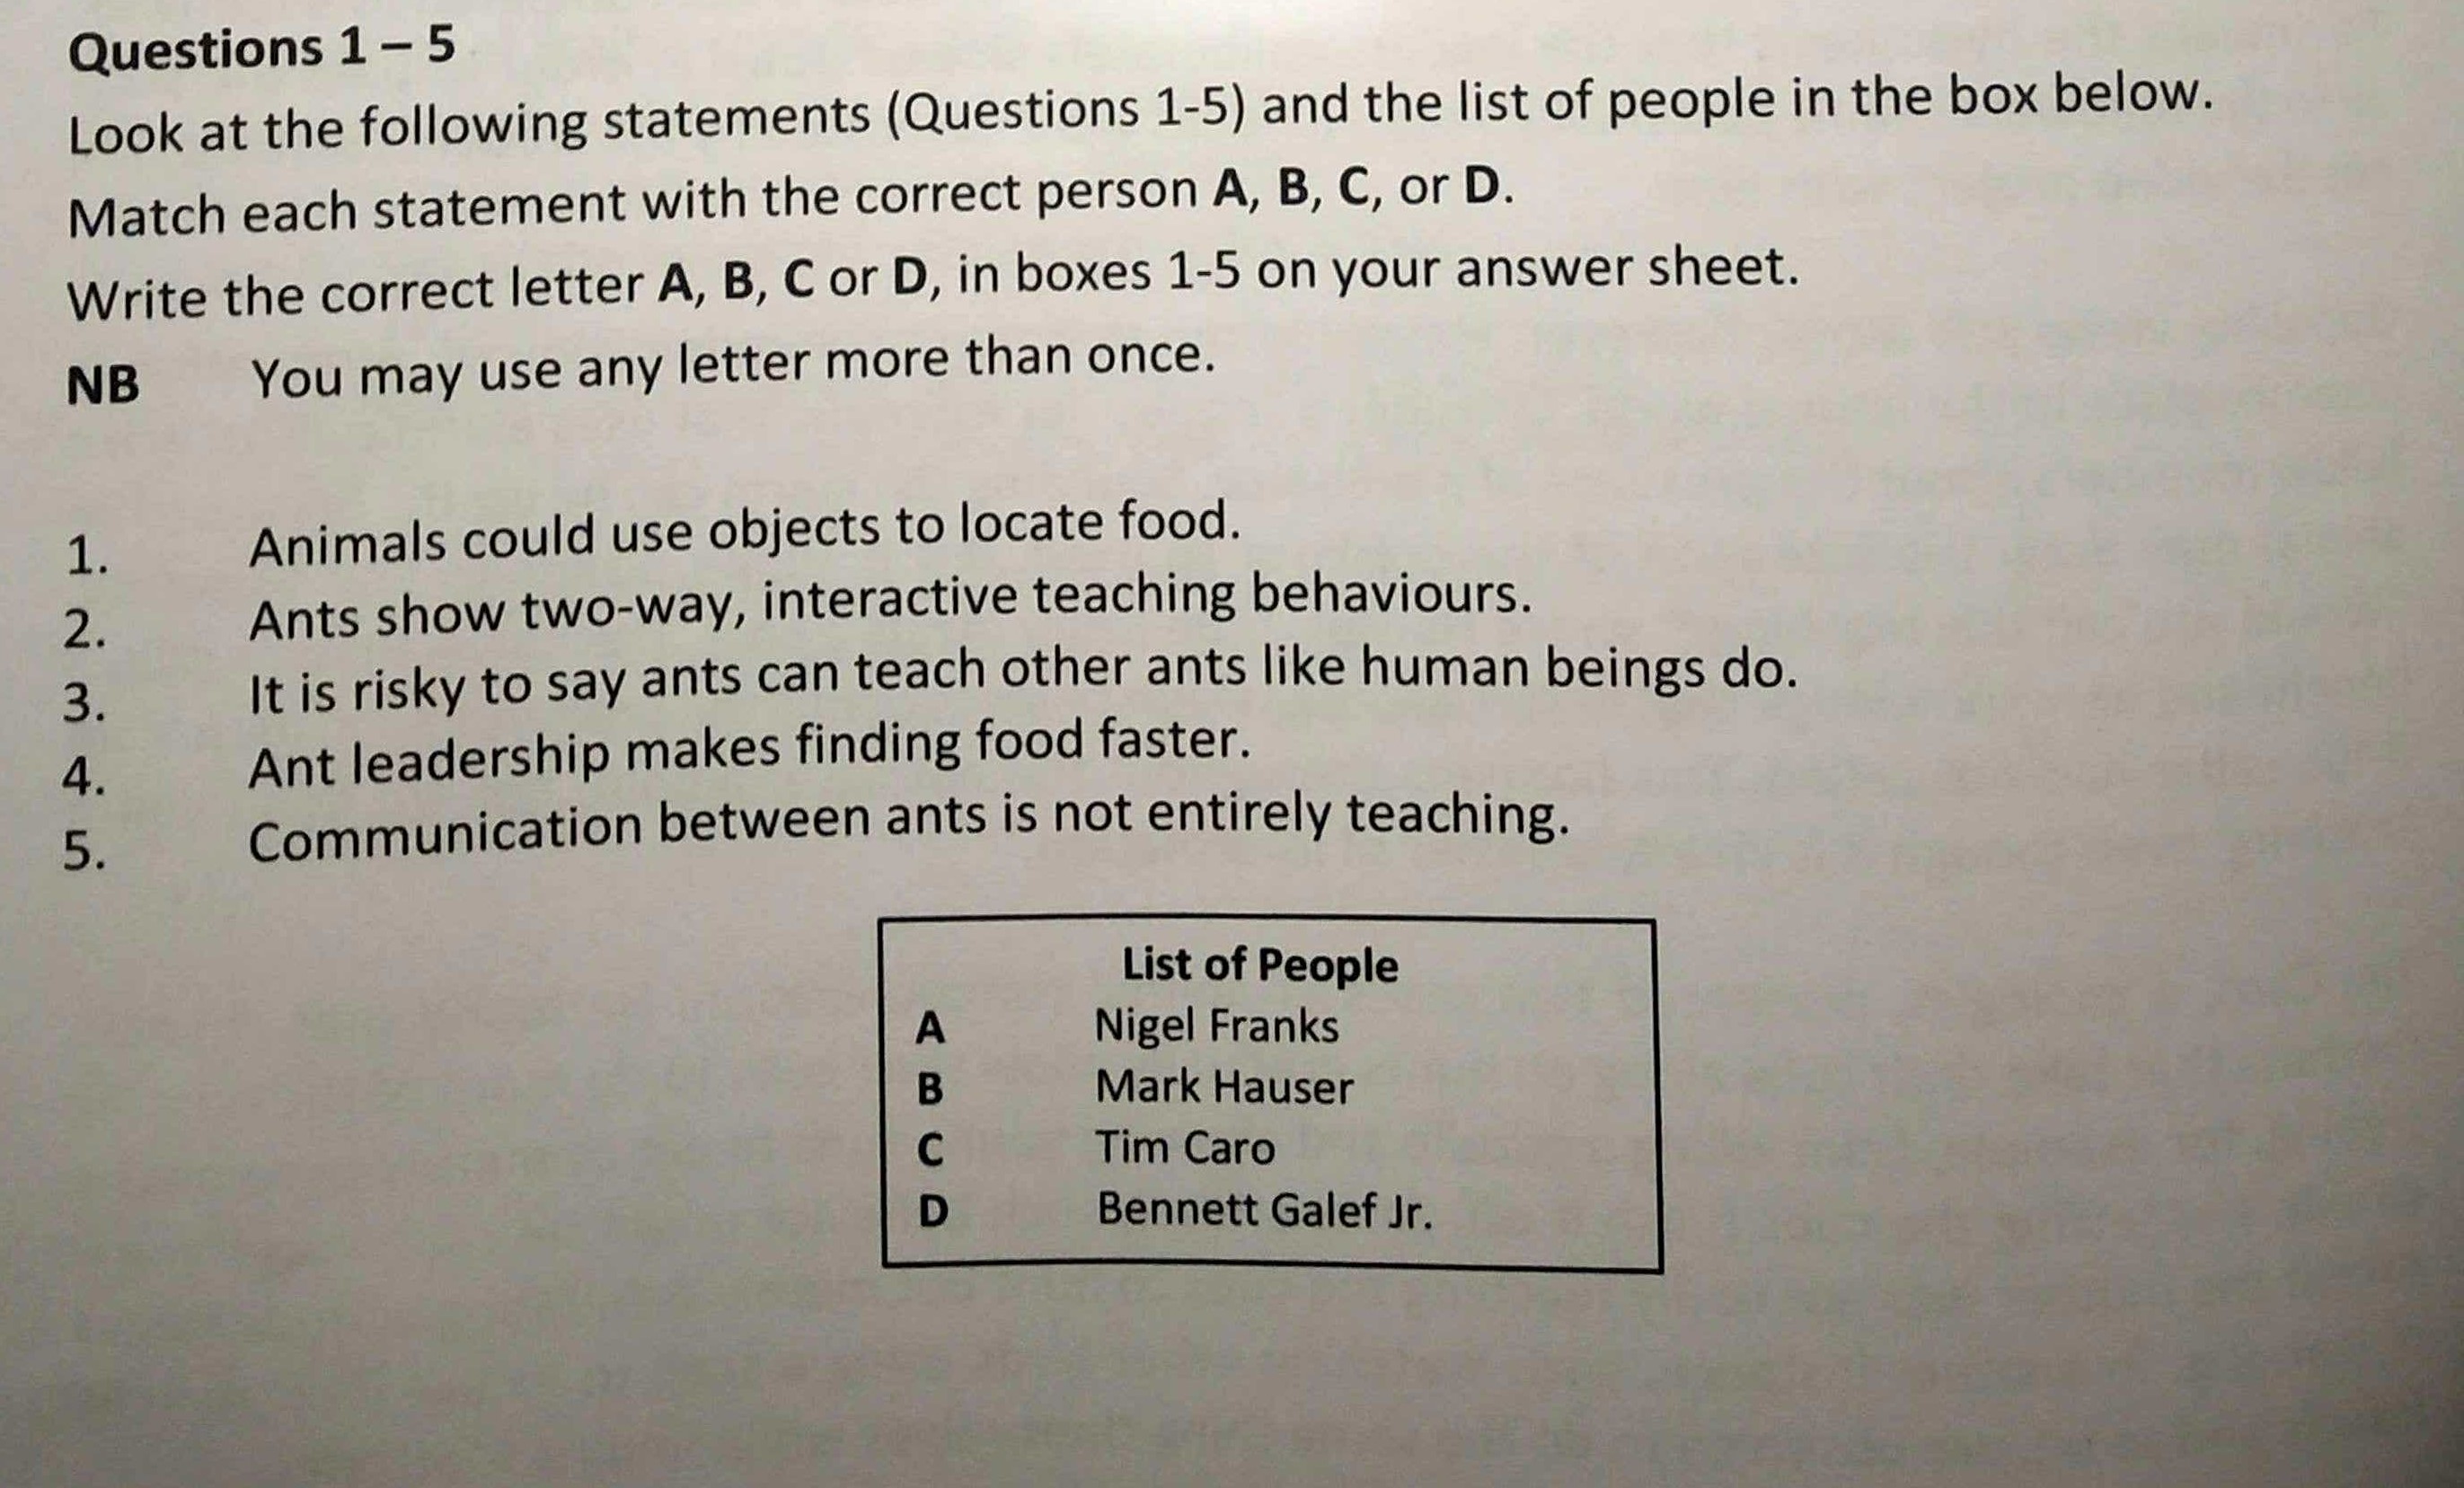 Questions 1 – 5
Look at the following statements (Questions 1-5) and the list of people in the box below.
Match each statement with the correct person A, B, C, or D.
Write the correct letter A, B, C or D, in boxes 1-5 on your answer sheet.
NB You may use any letter more than once.
1. Animals could use objects to locate food.
2. Ants show two-way, interactive teaching behaviours.
3. It is risky to say ants can teach other ants like human beings do.
4. Ant leadership makes finding food faster.
5. Communication between ants is not entirely teaching.
List of People
A Nigel Franks
B Mark Hauser
C Tim Caro
D Bennett Galef Jr.